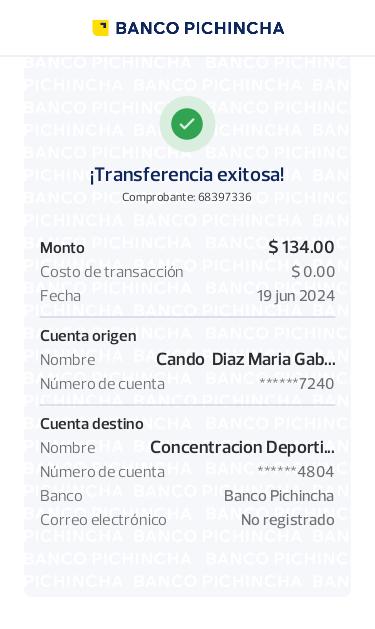 BANCO PICHINCHA
¡Transferencia exitosa!
Comprobante: 68397336
Monto $ 134.00
Costo de transacción $ 0.00
Fecha 19 jun 2024
Cuenta origen
Nombre Cando Diaz Maria Gab...
Número de cuenta ******7240
Cuenta destino
Nombre Concentracion Deporti...
Número de cuenta ******4804
Banco Banco Pichincha
Correo electrónico No registrado